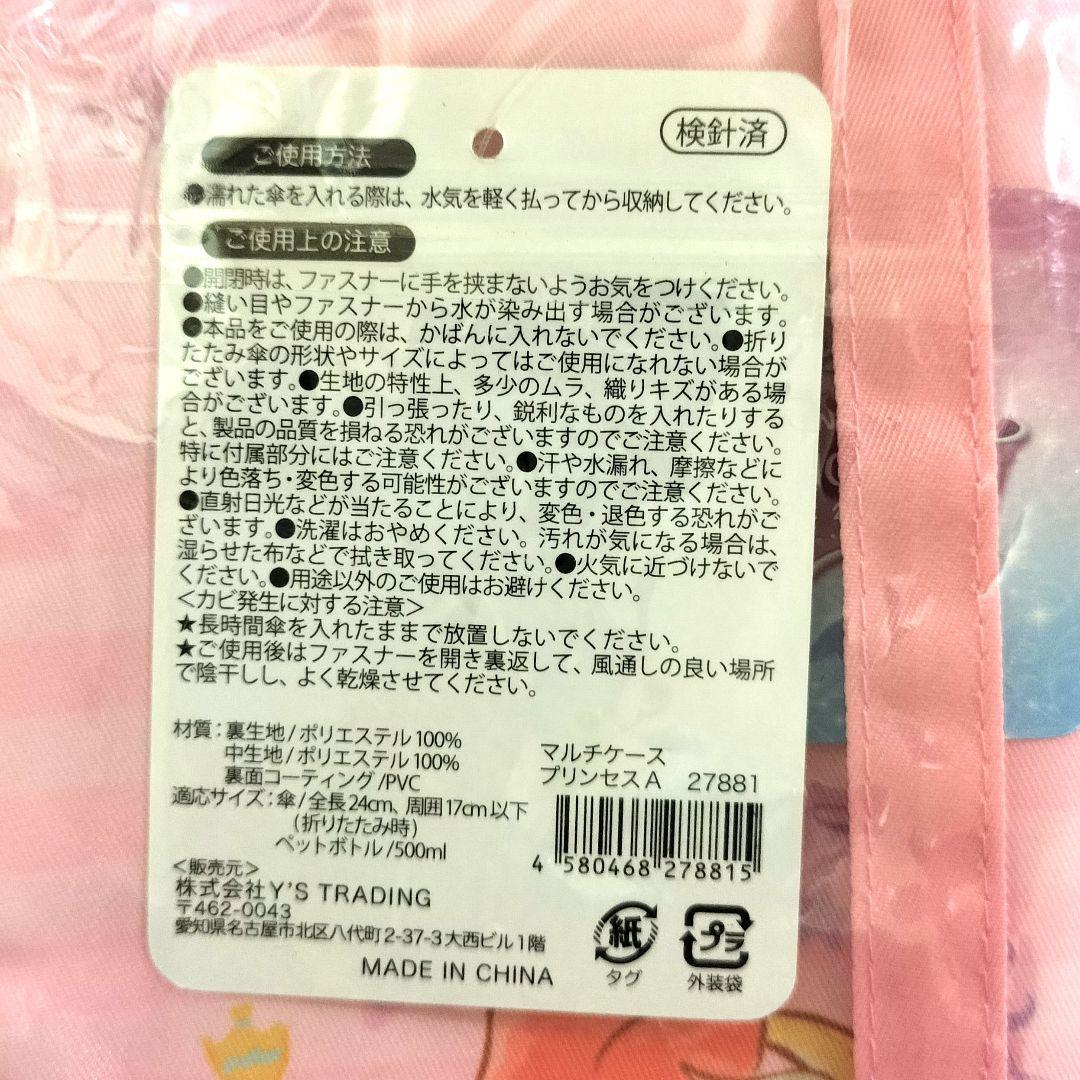 検針済
ご使用方法
●濡れた傘を入れる際は、水気を軽く払ってから収納してください。
ご使用上の注意
●開閉時は、ファスナーに手を挟まないようお気をつけください。
●縫い目やファスナーから水が染み出す場合がございます。
●本品をご使用の際は、かばんに入れないでください。●折り
たたみ傘の形状やサイズによってはご使用になれない場合が
ございます。●生地の特性上、多少のムラ、織りキズがある場
合がございます。●引っ張ったり、鋭利なものを入れたりする
と、製品の品質を損ねる恐れがございますのでご注意ください。
特に付属部分にはご注意ください。●汗や水漏れ、摩擦などに
より色落ち・変色する可能性がございますのでご注意ください。
●直射日光などが当たることにより、変色・退色する恐れがご
ざいます。●洗濯はおやめください。汚れが気になる場合は、
湿らせた布などで拭き取ってください。●火気に近づけないで
ください。●用途以外のご使用はお避けください。
＜カビ発生に対する注意＞
★長時間傘を入れたままで放置しないでください。
★ご使用後はファスナーを開き裏返して、風通しの良い場所
で陰干しし、よく乾燥させてください。
材質：裏生地/ポリエステル100%
中生地/ポリエステル100%
裏面コーティング/PVC
適応サイズ：傘/全長24cm、周囲17cm以下
(折りたたみ時)
ペットボトル/500ml
マルチケース
プリンセスA 27881
4 580468 278815
＜販売元＞
株式会社Y'S TRADING
〒462-0043
愛知県名古屋市北区八代町2-37-3大西ビル1階
MADE IN CHINA
紙
タグ
プラ
外装袋